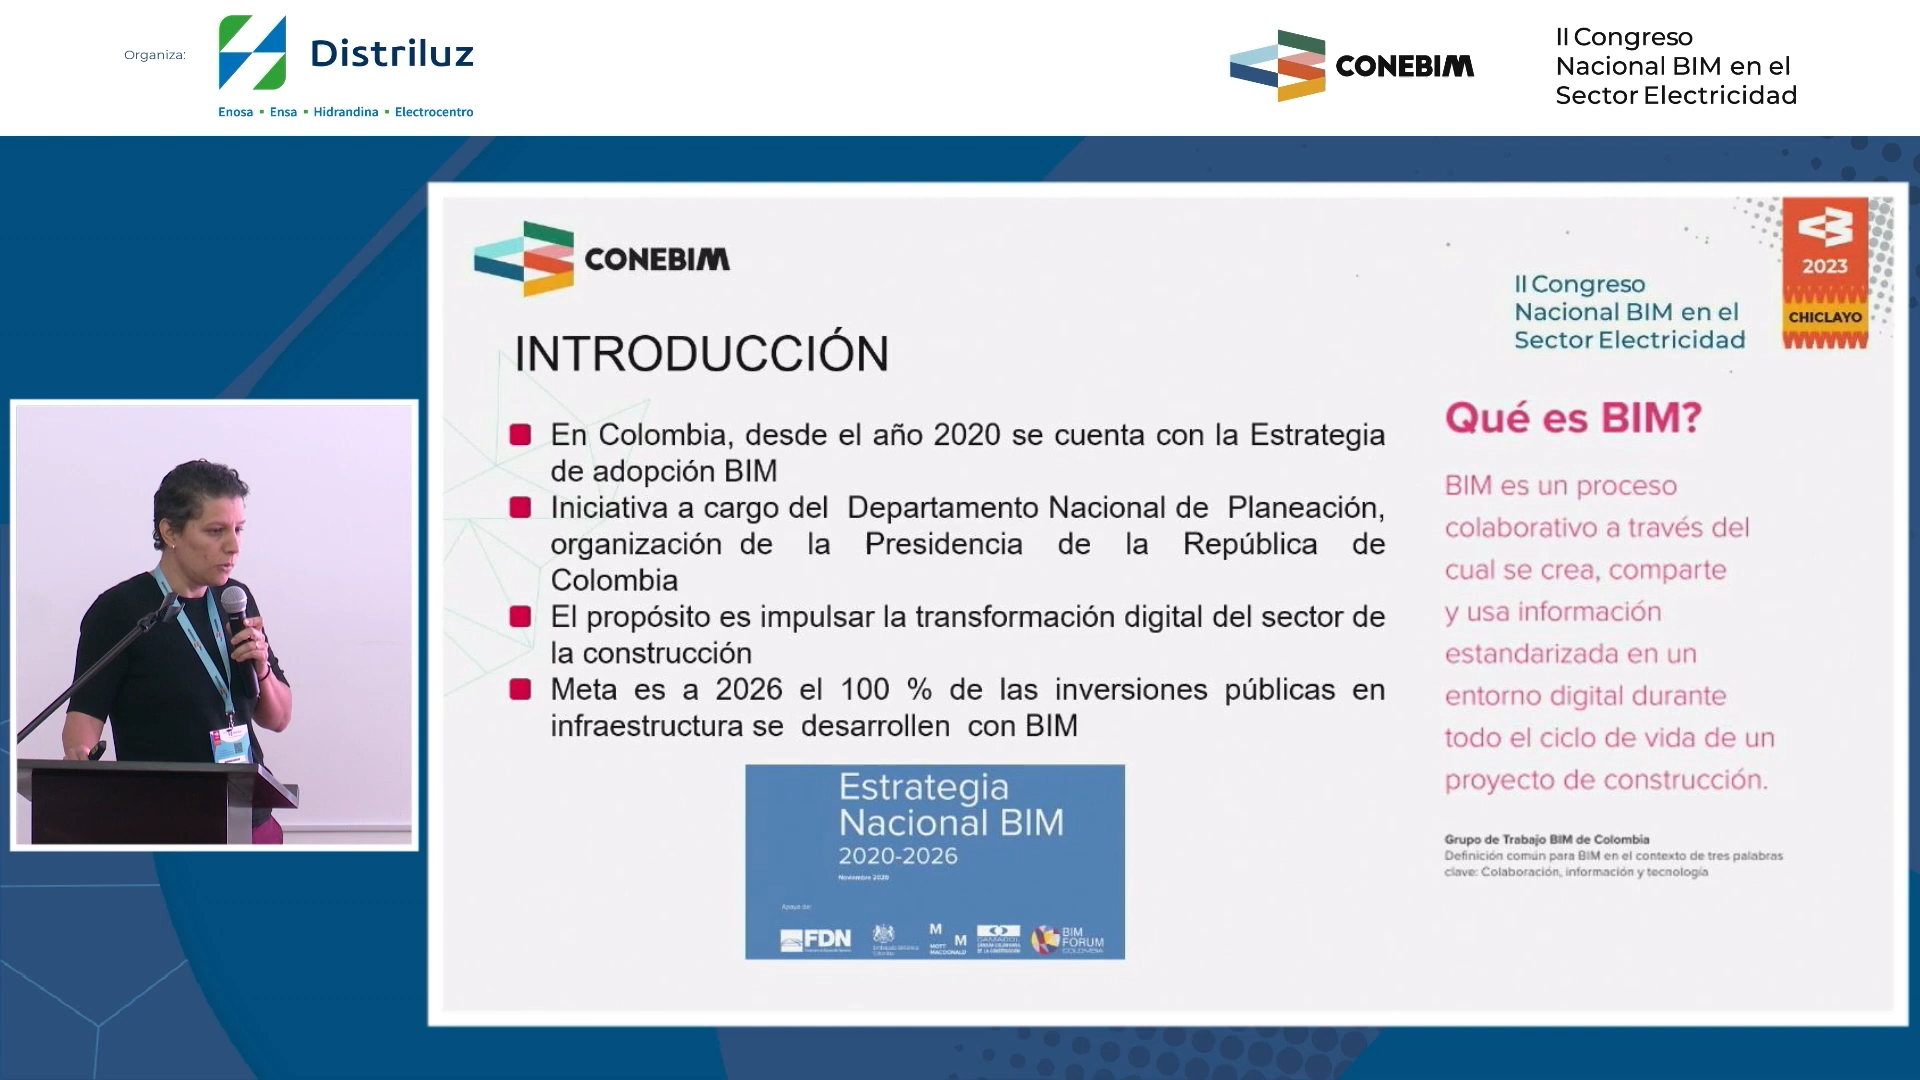 Organiza:
Distriluz
Enosa ▪ Ensa ▪ Hidrandina ▪ Electrocentro
CONEBIM
II Congreso
Nacional BIM en el
Sector Electricidad
CONEBIM
II Congreso
Nacional BIM en el
Sector Electricidad
2023
CHICLAYO
INTRODUCCIÓN
En Colombia, desde el año 2020 se cuenta con la Estrategia
de adopción BIM
Iniciativa a cargo del Departamento Nacional de Planeación,
organización de la Presidencia de la República de
Colombia
El propósito es impulsar la transformación digital del sector de
la construcción
Meta es a 2026 el 100 % de las inversiones públicas en
infraestructura se desarrollen con BIM
Estrategia
Nacional BIM
2020-2026
Noviembre 2020
Apoya de:
FDN
M
M
MOTT
MACDONALD
BIM
FORUM
COLOMBIA
Qué es BIM?
BIM es un proceso
colaborativo a través del
cual se crea, comparte
y usa información
estandarizada en un
entorno digital durante
todo el ciclo de vida de un
proyecto de construcción.
Grupo de Trabajo BIM de Colombia
Definición común para BIM en el contexto de tres palabras
clave: Colaboración, información y tecnología